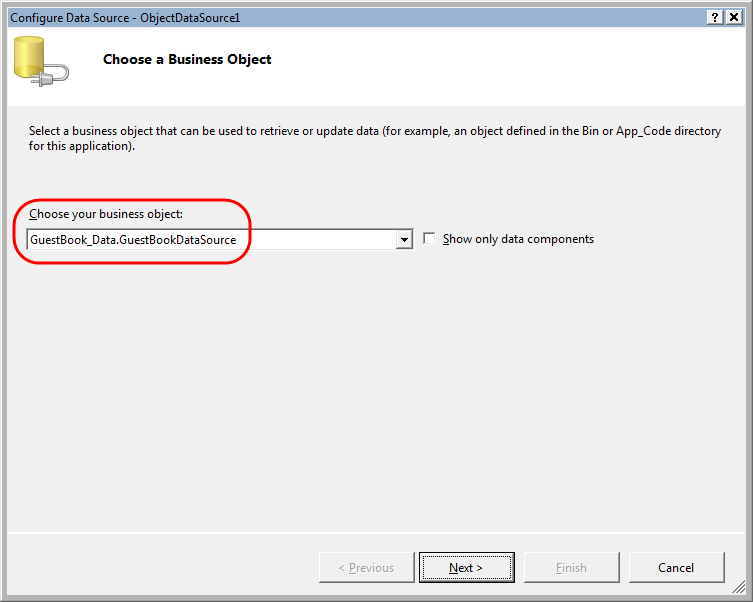 Configure Data Source - ObjectDataSource1
Choose a Business Object
Select a business object that can be used to retrieve or update data (for example, an object defined in the Bin or App_Code directory
for this application).
Choose your business object:
GuestBook_Data.GuestBookDataSource
Show only data components
< Previous
Next >
Finish
Cancel